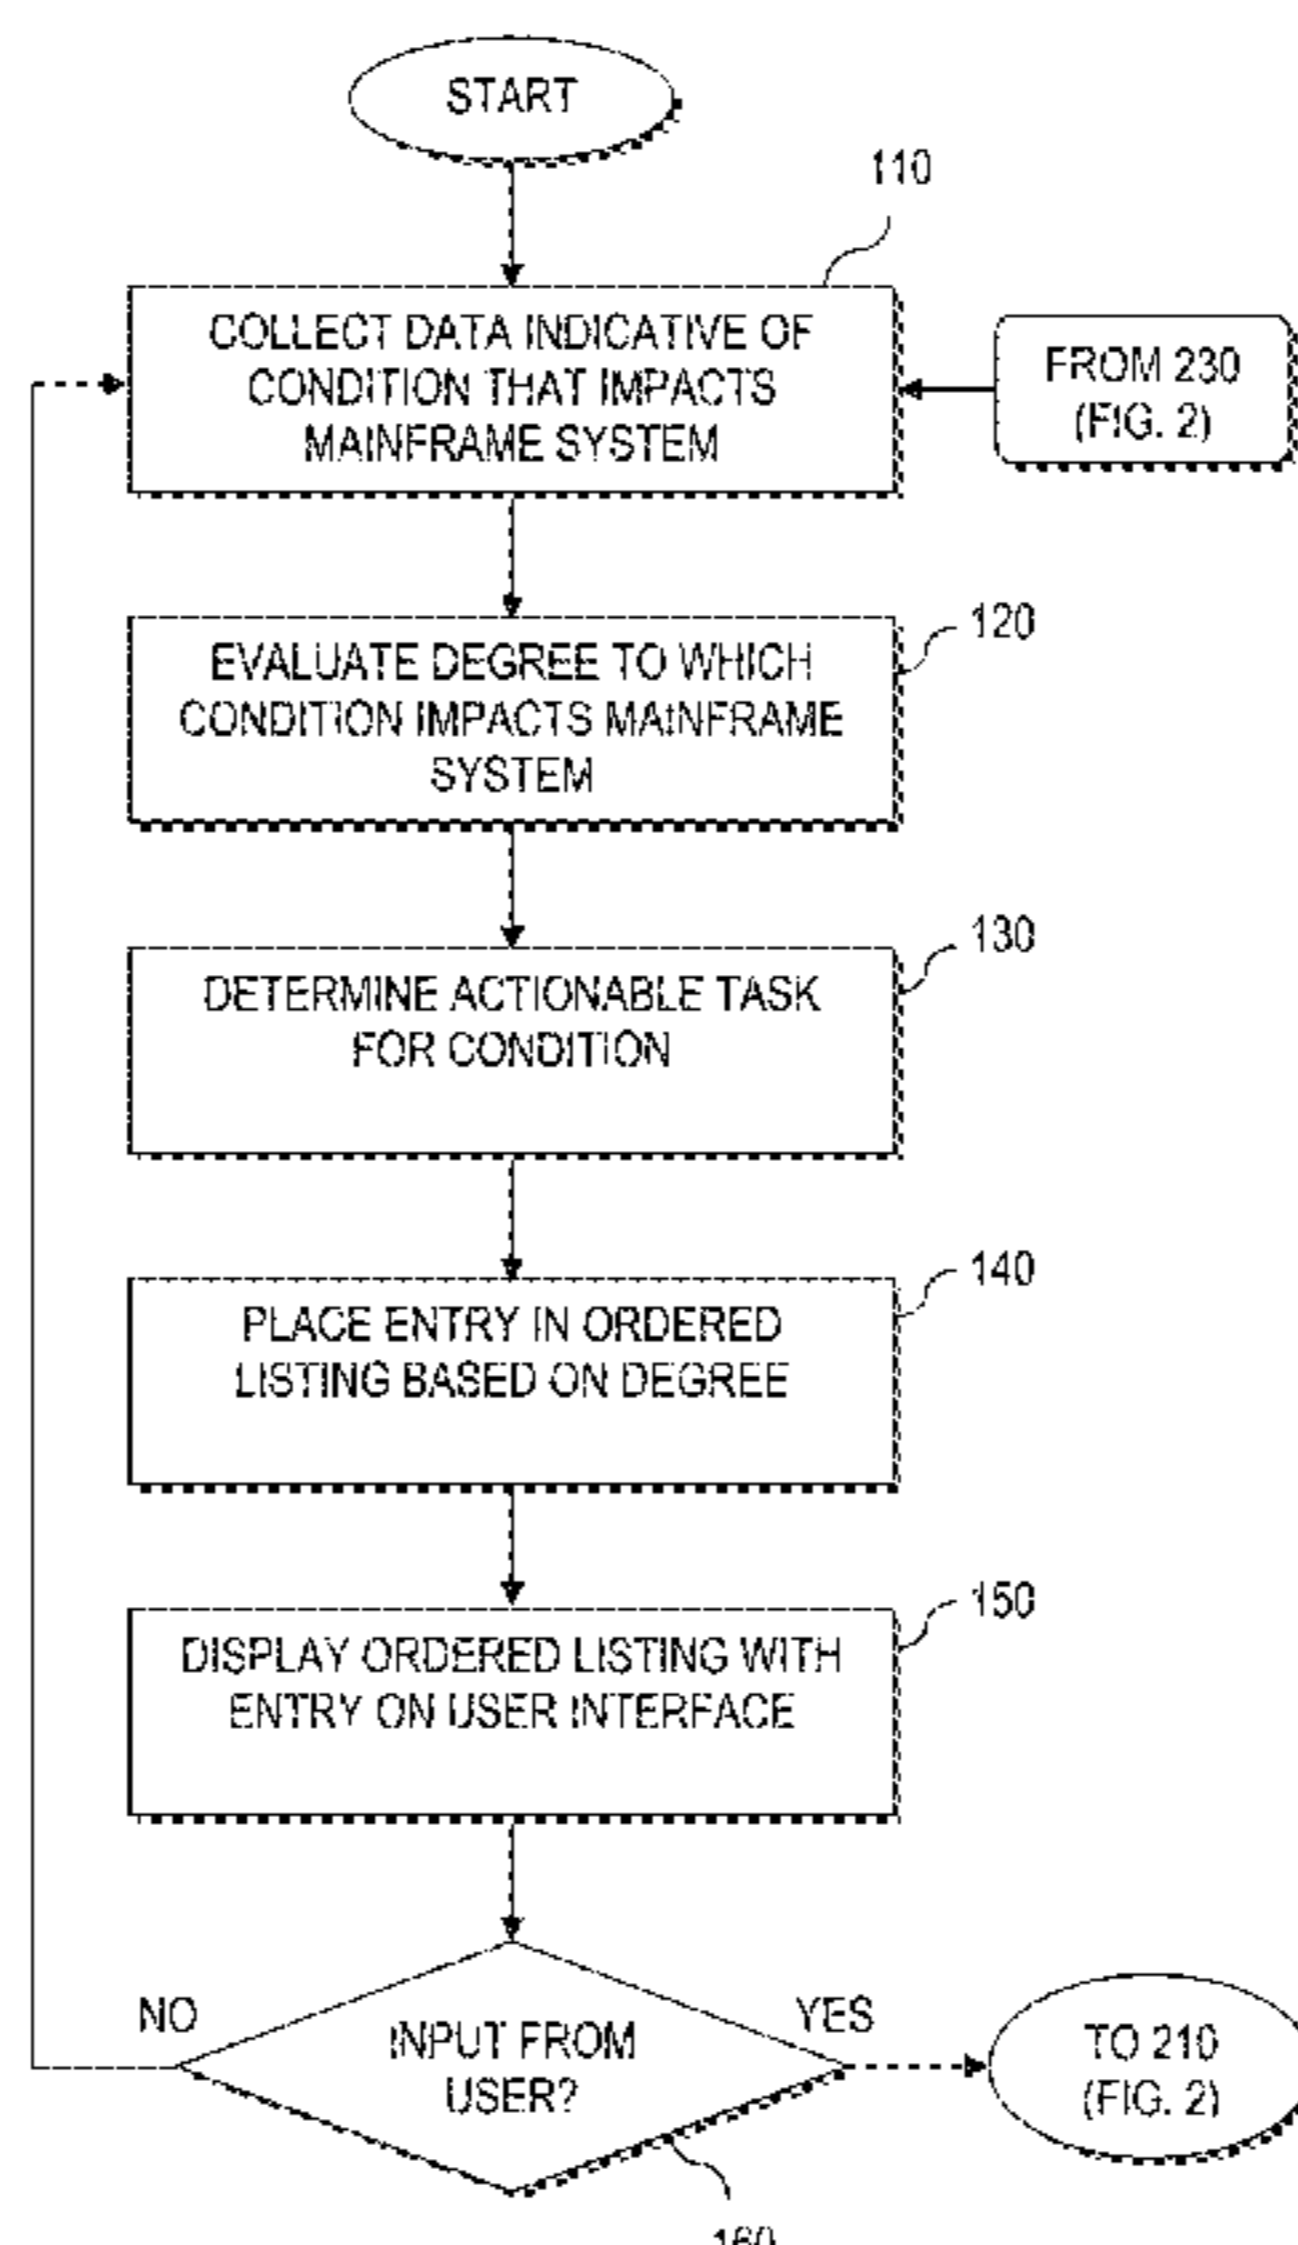 START
110
COLLECT DATA INDICATIVE OF
CONDITION THAT IMPACTS
MAINFRAME SYSTEM
FROM 230
(FIG. 2)
120
EVALUATE DEGREE TO WHICH
CONDITION IMPACTS MAINFRAME
SYSTEM
130
DETERMINE ACTIONABLE TASK
FOR CONDITION
140
PLACE ENTRY IN ORDERED
LISTING BASED ON DEGREE
150
DISPLAY ORDERED LISTING WITH
ENTRY ON USER INTERFACE
NO
YES
INPUT FROM
USER?
TO 210
(FIG. 2)
160